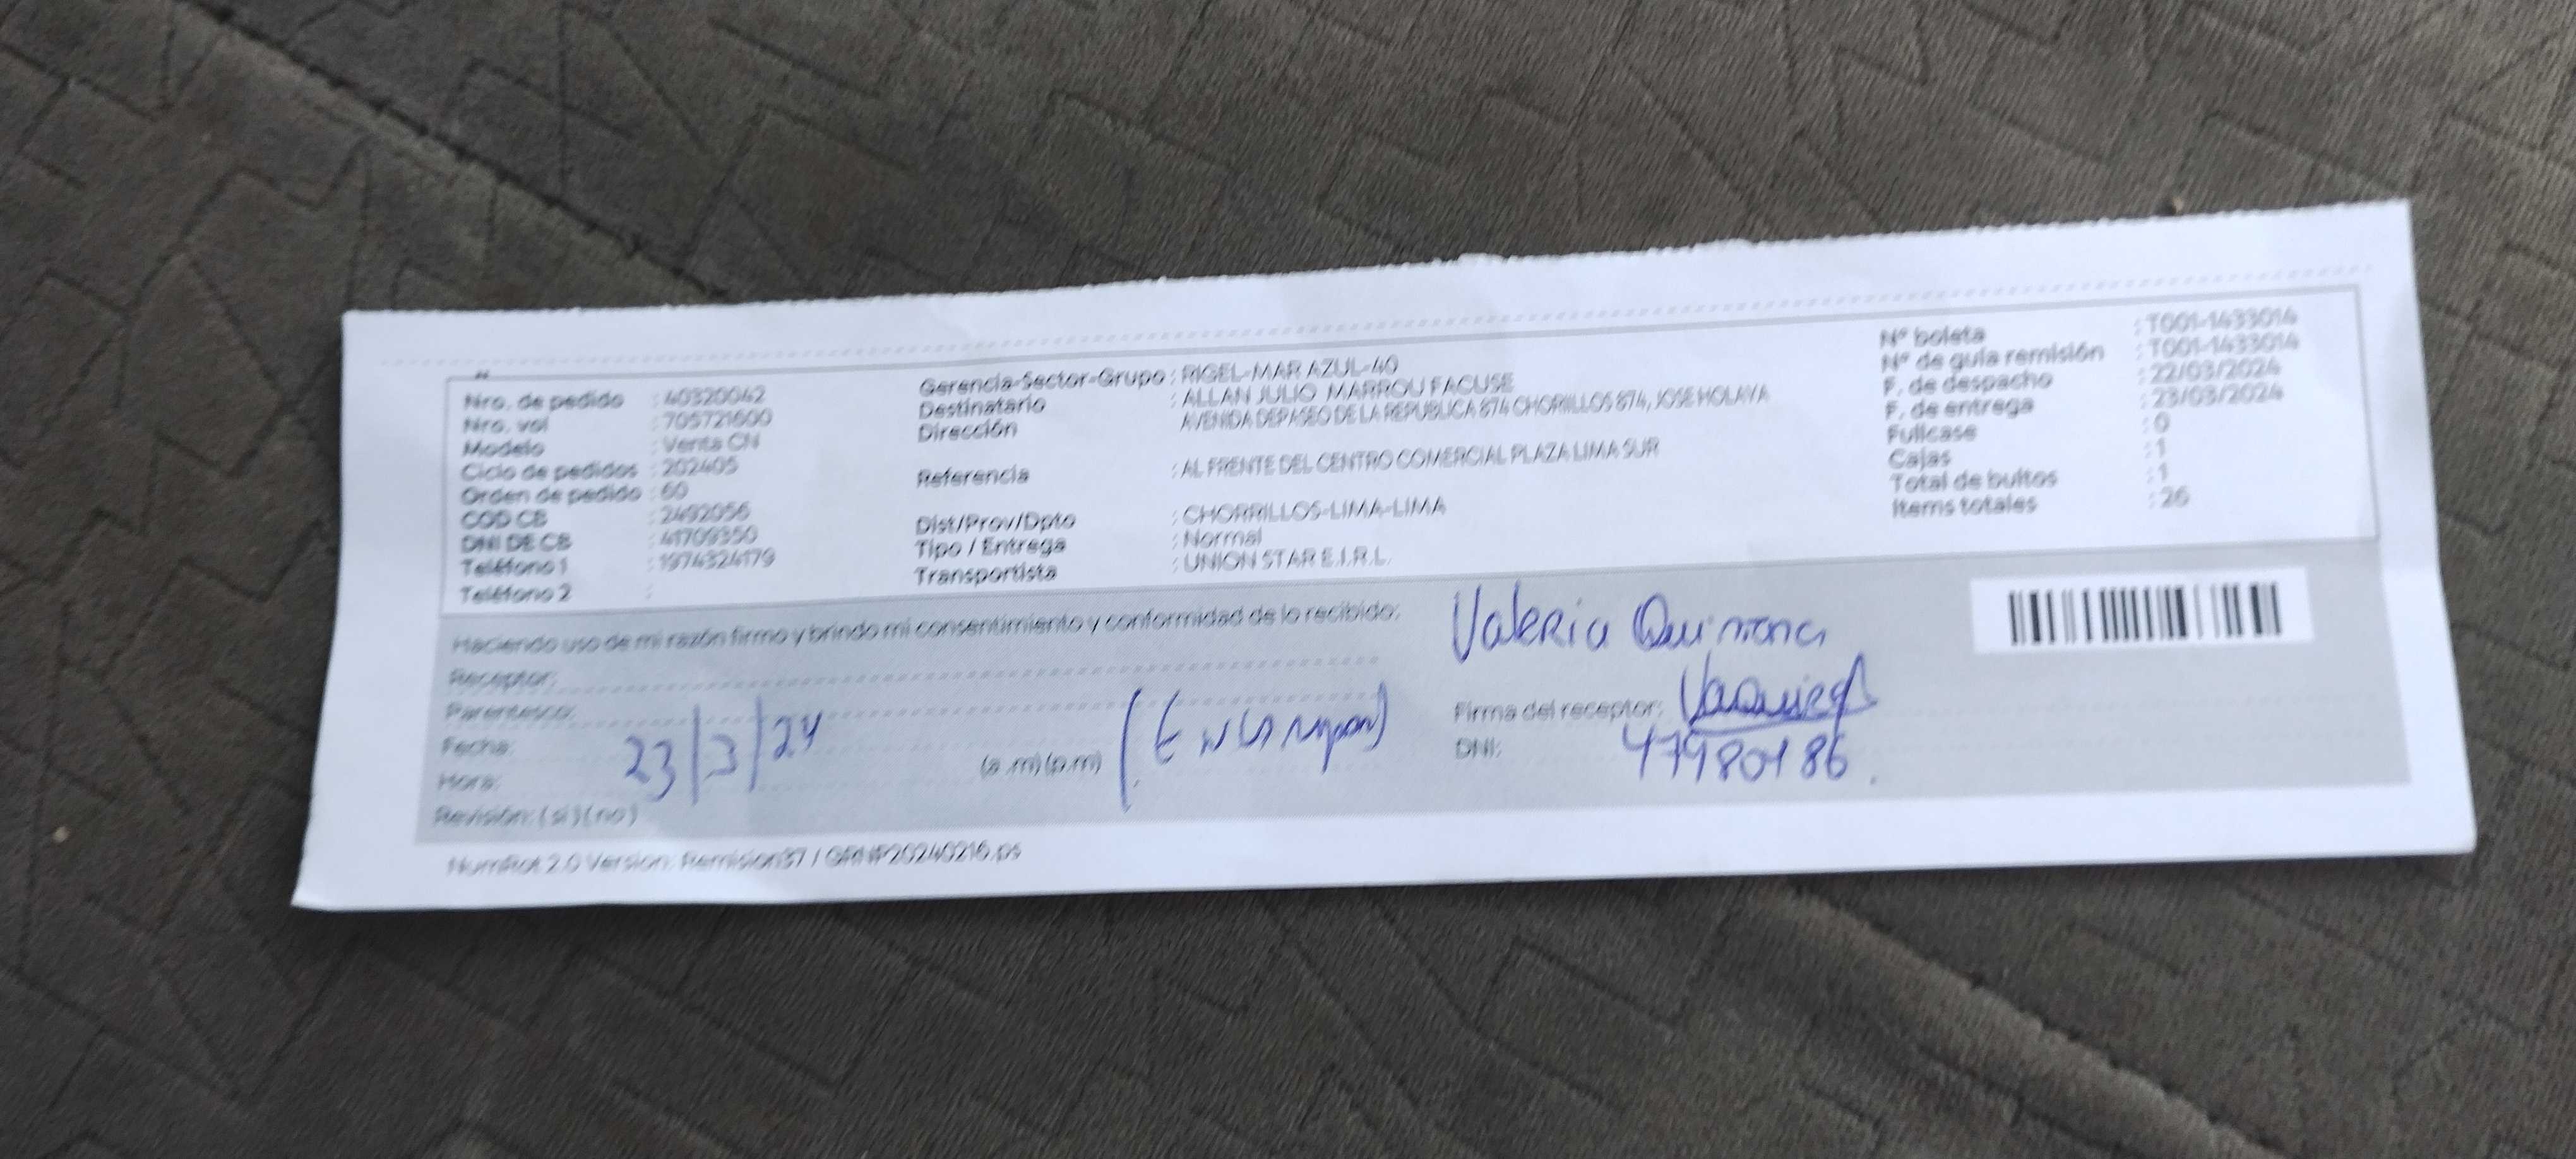 Nro. de pedido : 40320042
Nro. vol : 705721600
Modelo : Venta CN
Ciclo de pedidos : 202405
Orden de pedido : 60
COD CB : 2492056
DNI DE CB : 41709350
Teléfono 1 : 1974324179
Teléfono 2 :
Gerencia-Sector-Grupo : RIGEL-MAR AZUL-40
Destinatario : ALLAN JULIO MARROU FACUSE
Dirección : AVENIDA DEPASEO DE LA REPUBLICA 874 CHORIILLOS 874, JOSE HOLAYA
Referencia : AL FRENTE DEL CENTRO COMERCIAL PLAZA LIMA SUR
Dist/Prov/Dpto : CHORRILLOS-LIMA-LIMA
Tipo / Entrega : Normal
Transportista : UNION STAR E.I.R.L.
Nº boleta : T001-1433014
Nº de guía remisión : T001-1433014
F. de despacho : 22/03/2024
F. de entrega : 23/03/2024
Fullcase : 0
Cajas : 1
Total de bultos : 1
Items totales : 26
Haciendo uso de mi razón firmo y brindo mi consentimiento y conformidad de lo recibido:
Valeria Quintana
Receptor:
Parentesco:
Fecha: 23/3/24
Hora: (a.m) (p.m)
Revisión: ( si ) ( no )
Firma del receptor:
DNI: 47980186
NumRot 2.0 Version: Remision37 / GRNF20240216.ps